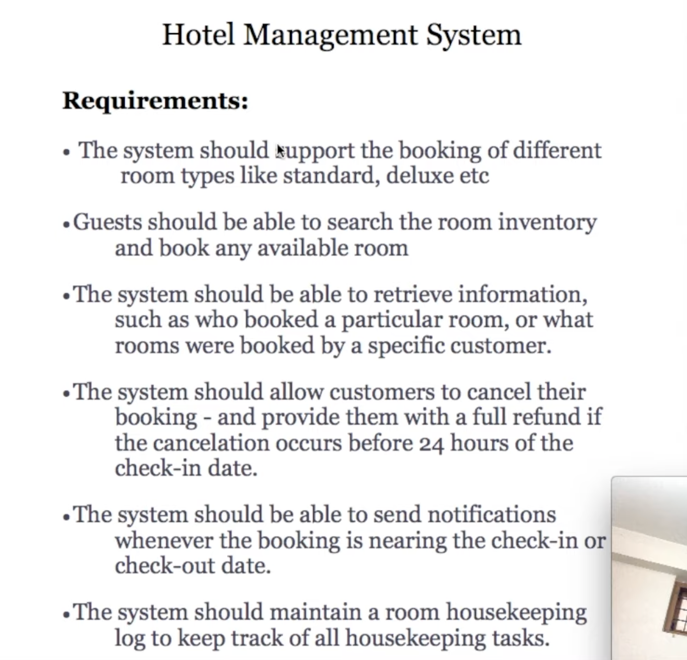 Hotel Management System
Requirements:
• The system should support the booking of different
room types like standard, deluxe etc
•Guests should be able to search the room inventory
and book any available room
•The system should be able to retrieve information,
such as who booked a particular room, or what
rooms were booked by a specific customer.
•The system should allow customers to cancel their
booking - and provide them with a full refund if
the cancelation occurs before 24 hours of the
check-in date.
•The system should be able to send notifications
whenever the booking is nearing the check-in or
check-out date.
•The system should maintain a room housekeeping
log to keep track of all housekeeping tasks.